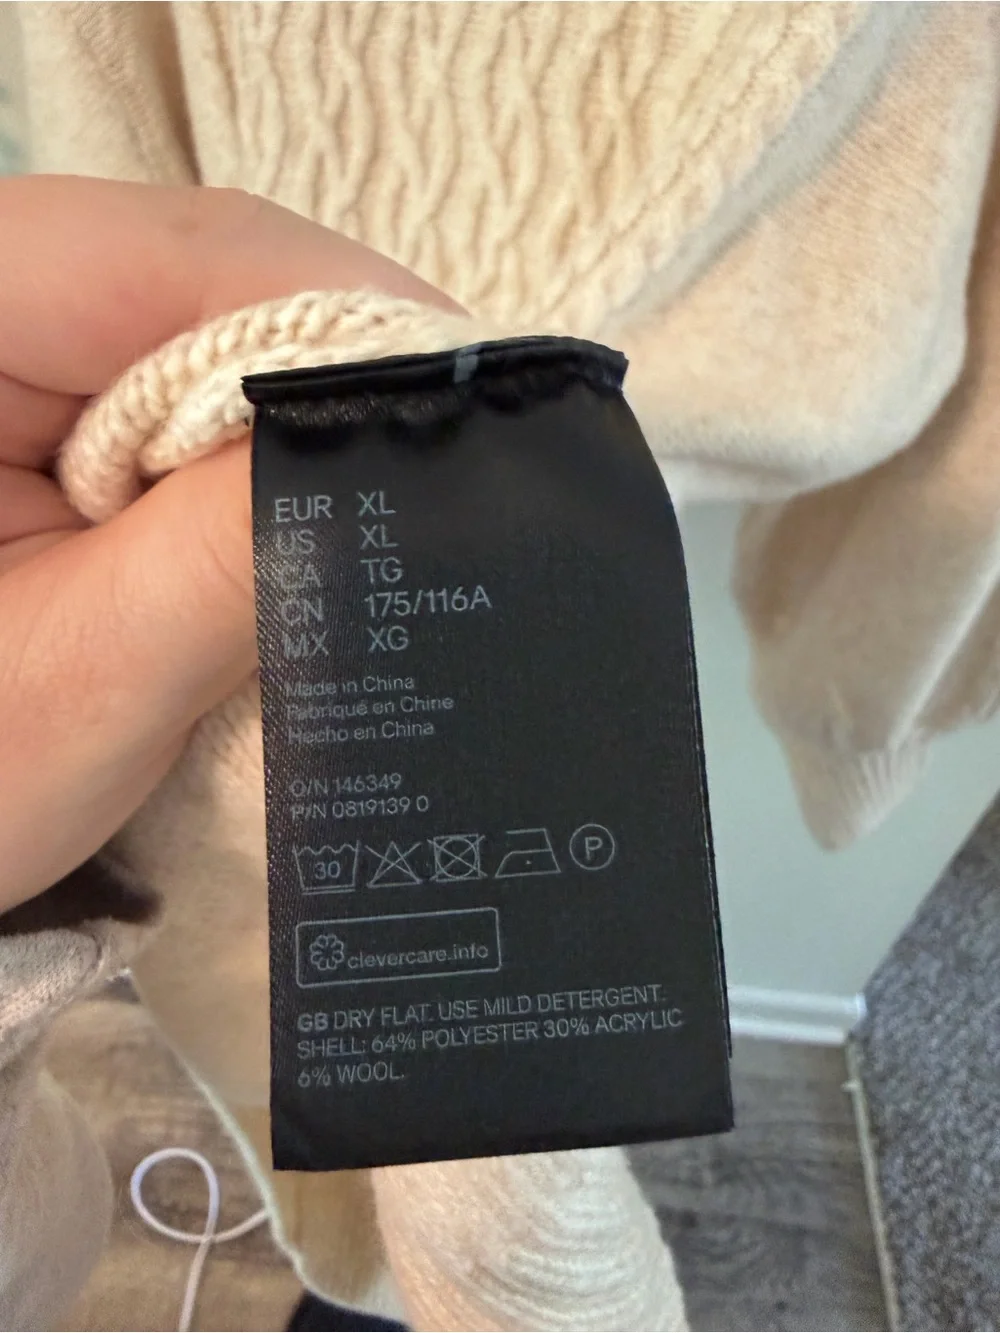 EUR XL
US XL
CA TG
CN 175/116A
MX XG
Made in China
Fabriqué en Chine
Hecho en China
O/N 146349
P/N 0819139 0
30 P
clevercare.info
GB DRY FLAT. USE MILD DETERGENT.
SHELL: 64% POLYESTER 30% ACRYLIC
6% WOOL.